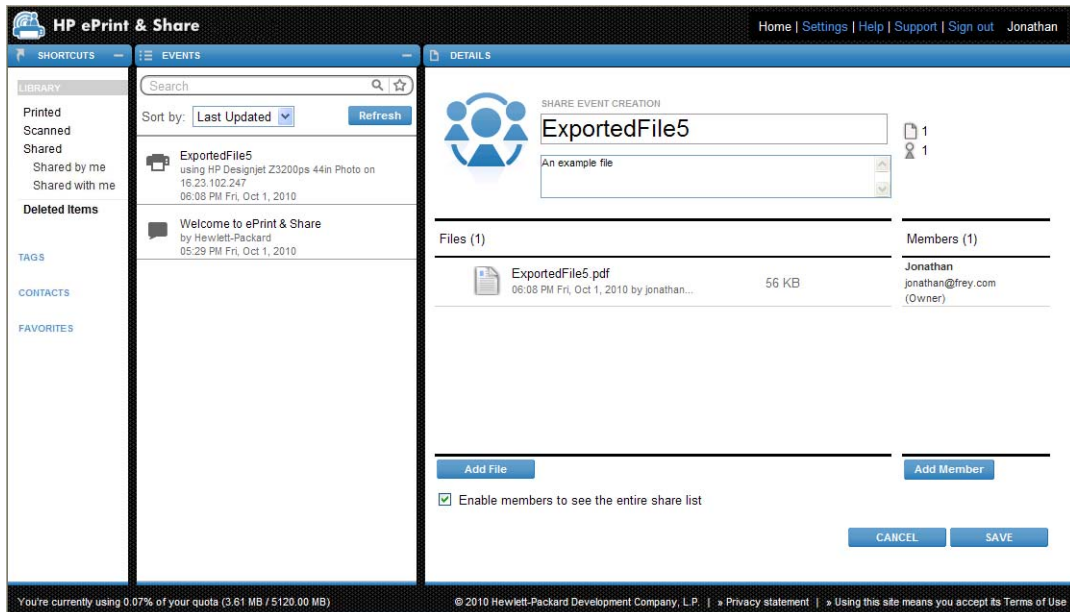 HP ePrint & Share
Home | Settings | Help | Support | Sign out Jonathan
SHORTCUTS
LIBRARY
Printed
Scanned
Shared
Shared by me
Shared with me
Deleted Items
TAGS
CONTACTS
FAVORITES
EVENTS
Search
Sort by: Last Updated Refresh
ExportedFile5
using HP Designjet Z3200ps 44in Photo on
16.23.102.247
06:08 PM Fri, Oct 1, 2010
Welcome to ePrint & Share
by Hewlett-Packard
05:29 PM Fri, Oct 1, 2010
DETAILS
SHARE EVENT CREATION
ExportedFile5
1
1
An example file
Files (1)
ExportedFile5.pdf 56 KB
06:08 PM Fri, Oct 1, 2010 by jonathan...
Members (1)
Jonathan
jonathan@frey.com
(Owner)
Add File
Add Member
Enable members to see the entire share list
CANCEL SAVE
You're currently using 0.07% of your quota (3.61 MB / 5120.00 MB)
© 2010 Hewlett-Packard Development Company, L.P. | » Privacy statement | » Using this site means you accept its Terms of Use